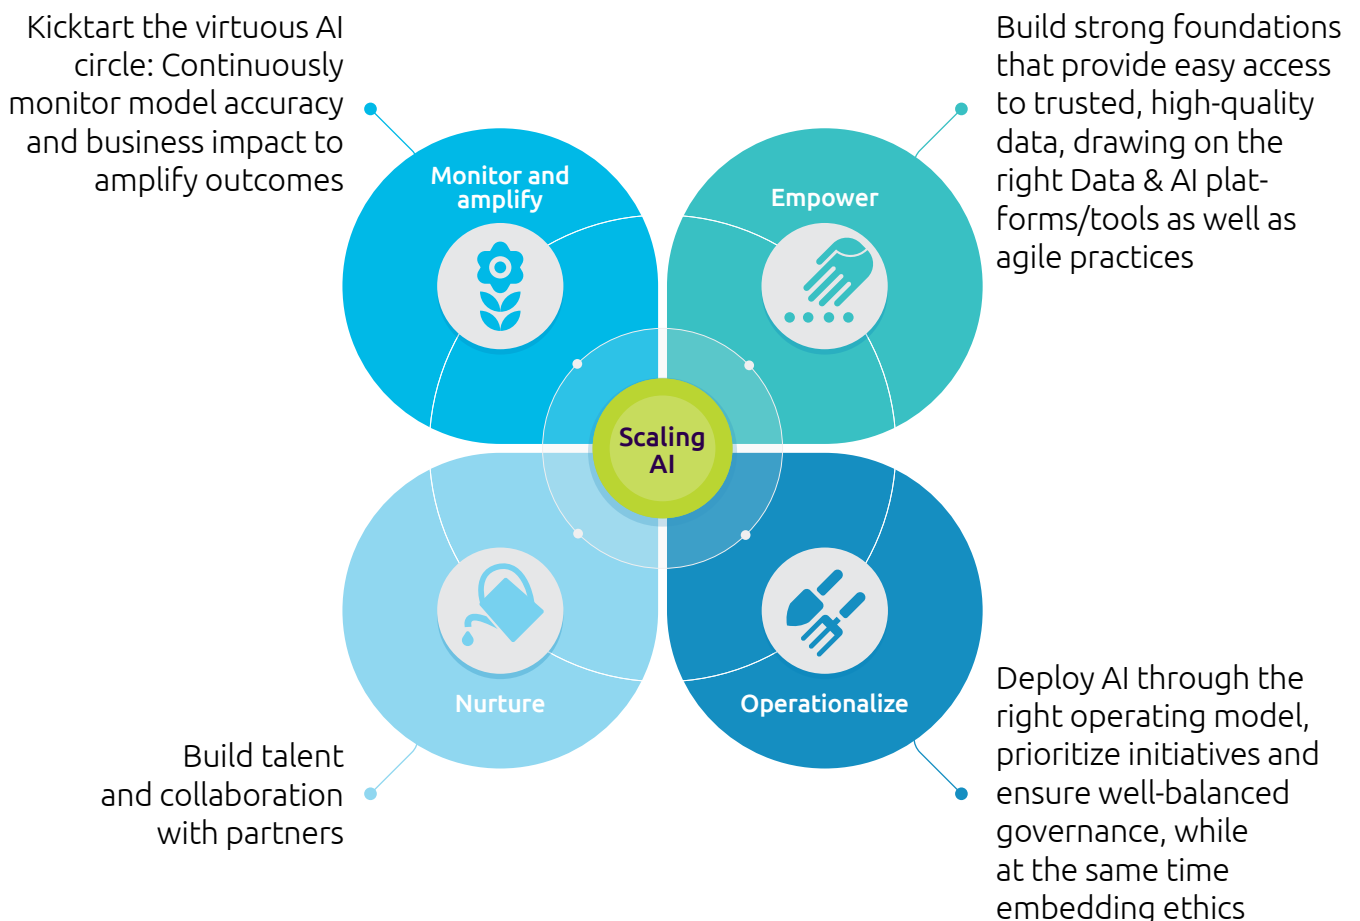 Kicktart the virtuous AI
circle: Continuously
monitor model accuracy
and business impact to
amplify outcomes
Monitor and
amplify
Build strong foundations
that provide easy access
to trusted, high-quality
data, drawing on the
right Data & AI plat-
forms/tools as well as
agile practices
Empower
Scaling
AI
Nurture
Build talent
and collaboration
with partners
Operationalize
Deploy AI through the
right operating model,
prioritize initiatives and
ensure well-balanced
governance, while
at the same time
embedding ethics